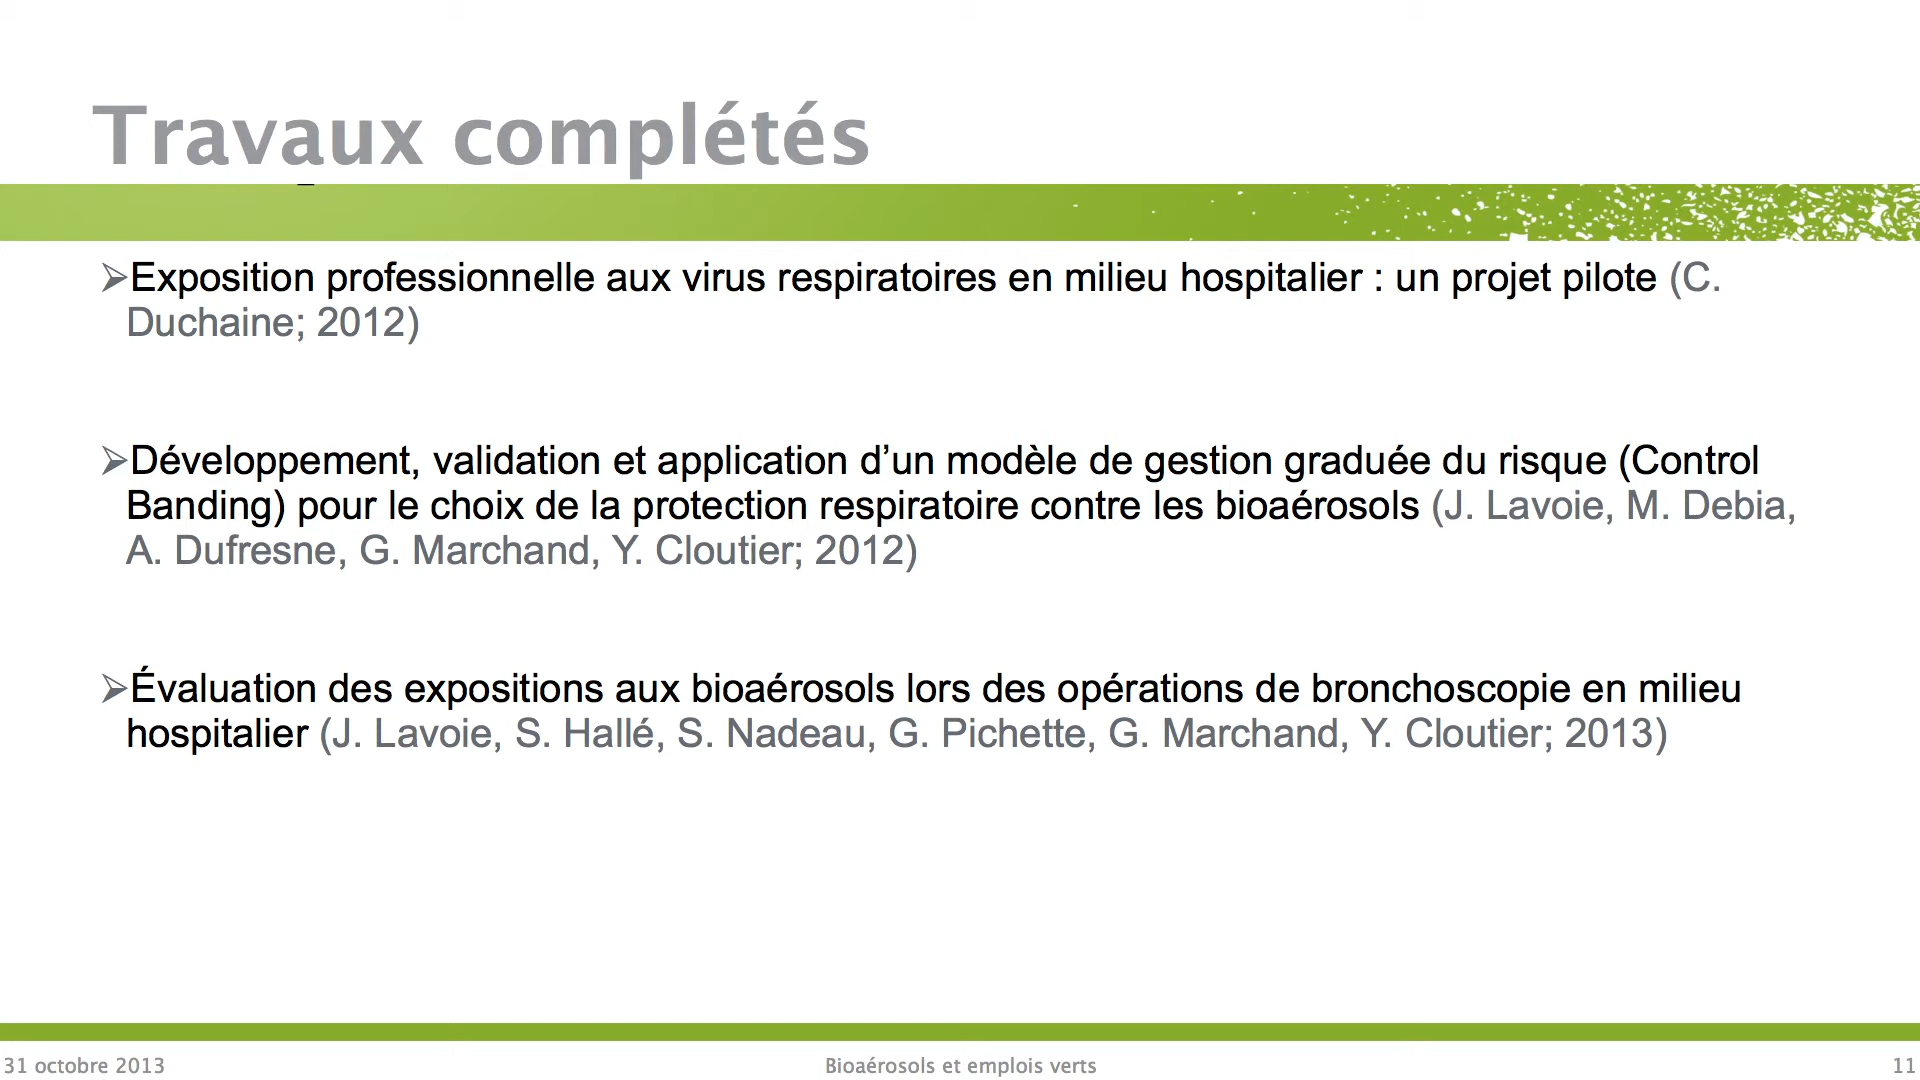 Travaux complétés
➢Exposition professionnelle aux virus respiratoires en milieu hospitalier : un projet pilote (C.
Duchaine; 2012)
➢Développement, validation et application d’un modèle de gestion graduée du risque (Control
Banding) pour le choix de la protection respiratoire contre les bioaérosols (J. Lavoie, M. Debia,
A. Dufresne, G. Marchand, Y. Cloutier; 2012)
➢Évaluation des expositions aux bioaérosols lors des opérations de bronchoscopie en milieu
hospitalier (J. Lavoie, S. Hallé, S. Nadeau, G. Pichette, G. Marchand, Y. Cloutier; 2013)
31 octobre 2013
Bioaérosols et emplois verts
11